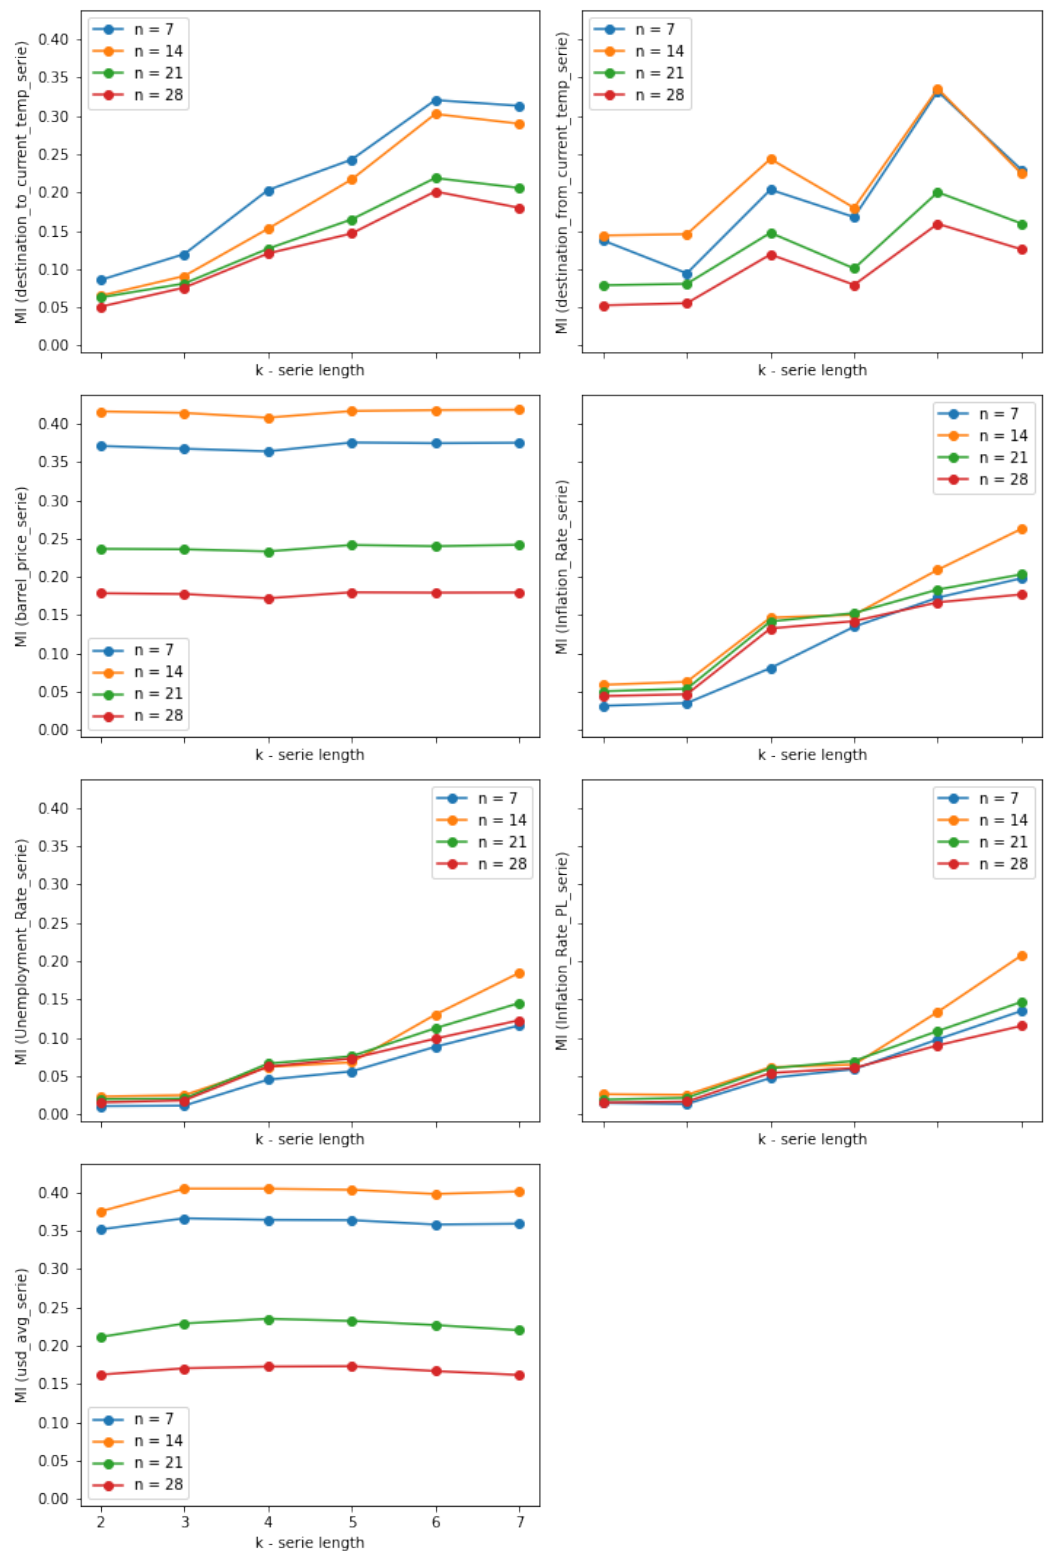 MI (destination_to_current_temp_serie)
0.40
0.35
0.30
0.25
0.20
0.15
0.10
0.05
0.00
n = 7
n = 14
n = 21
n = 28
k - serie length
MI (destination_from_current_temp_serie)
n = 7
n = 14
n = 21
n = 28
k - serie length
MI (barrel_price_serie)
0.40
0.35
0.30
0.25
0.20
0.15
0.10
0.05
0.00
n = 7
n = 14
n = 21
n = 28
k - serie length
MI (Inflation_Rate_serie)
n = 7
n = 14
n = 21
n = 28
k - serie length
MI (Unemployment_Rate_serie)
0.40
0.35
0.30
0.25
0.20
0.15
0.10
0.05
0.00
n = 7
n = 14
n = 21
n = 28
k - serie length
MI (Inflation_Rate_PL_serie)
n = 7
n = 14
n = 21
n = 28
k - serie length
MI (usd_avg_serie)
0.40
0.35
0.30
0.25
0.20
0.15
0.10
0.05
0.00
n = 7
n = 14
n = 21
n = 28
2 3 4 5 6 7
k - serie length